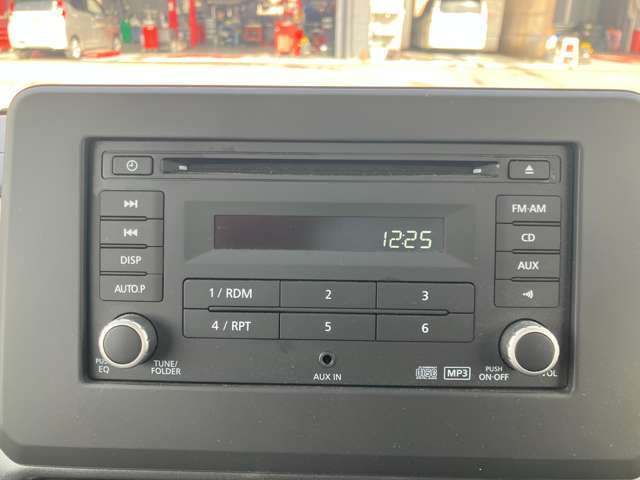 12:25
FM·AM
DISP
CD
AUTO.P
AUX
1 / RDM
2
3
4 / RPT
5
6
PUSH
EQ
TUNE/
FOLDER
AUX IN
MP3
PUSH
ON·OFF
VOL